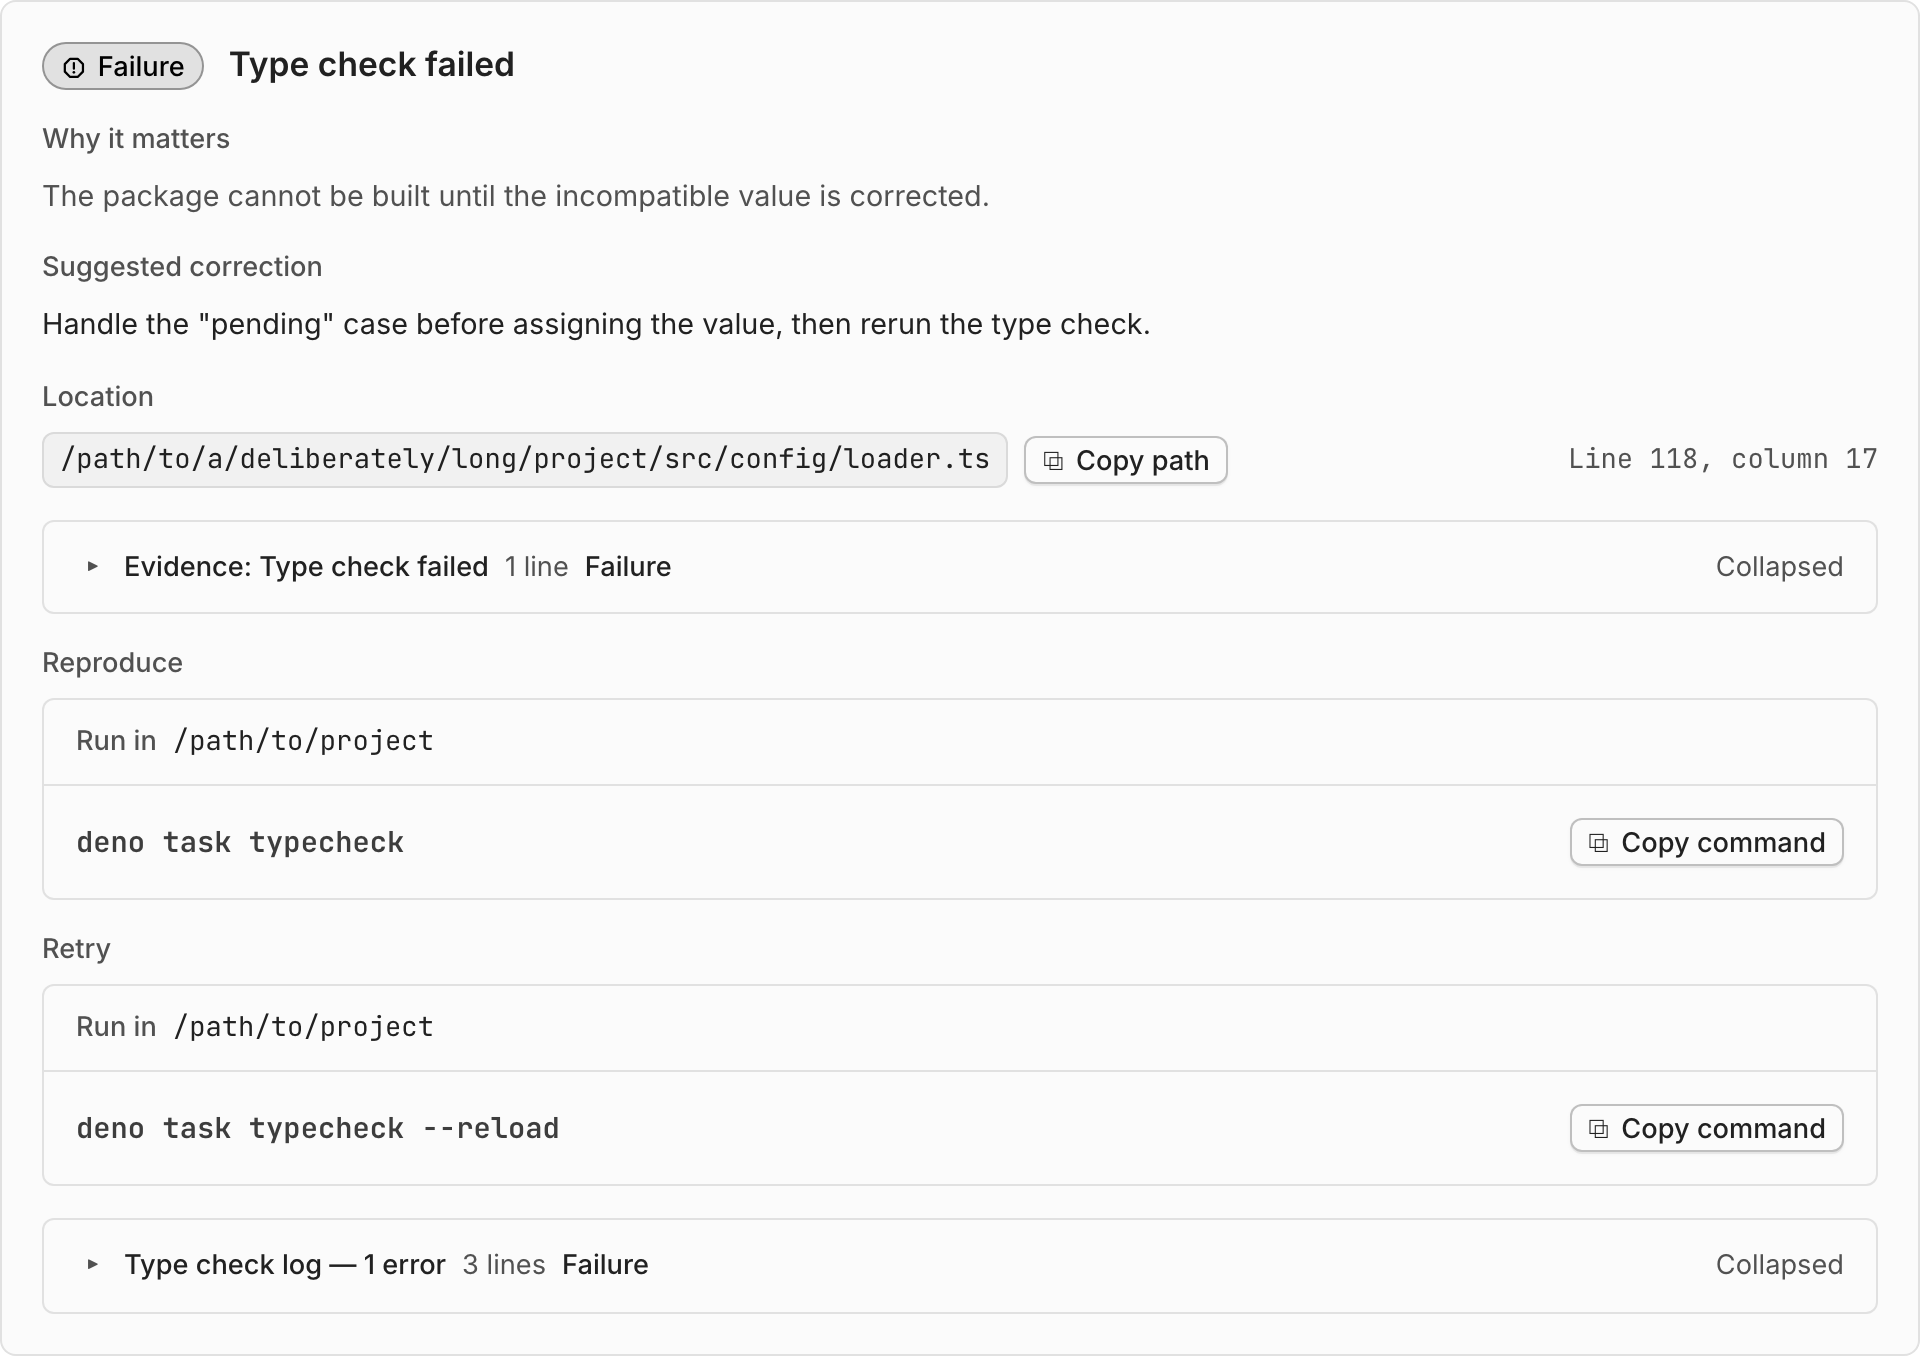 Failure Type check failed
Why it matters
The package cannot be built until the incompatible value is corrected.
Suggested correction
Handle the "pending" case before assigning the value, then rerun the type check.
Location
/path/to/a/deliberately/long/project/src/config/loader.ts Copy path Line 118, column 17
Evidence: Type check failed 1 line Failure Collapsed
Reproduce
Run in /path/to/project
deno task typecheck Copy command
Retry
Run in /path/to/project
deno task typecheck --reload Copy command
Type check log — 1 error 3 lines Failure Collapsed